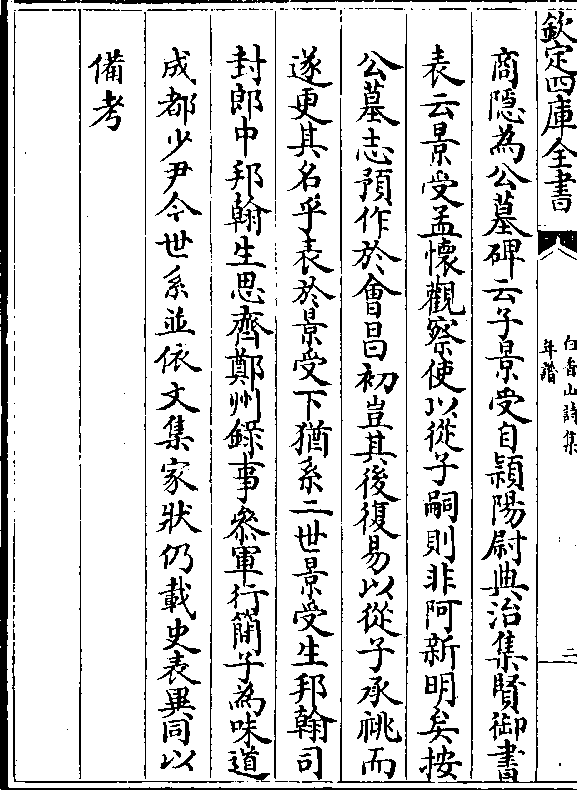 欽定四庫全書
白香山詩集
年譜
二
商隱為公墓碑云子景受自潁陽尉典治集賢御書
表云景受孟懷觀察使以從子嗣則非阿新明矣按
公墓志預作於會昌初豈其後復易以從子承祧而
遂更其名乎表於景受下猶系二世景受生邦翰司
封郎中邦翰生思齊鄭州錄事參軍行簡子為味道
成都少尹今世系並依文集家狀仍載史表異同以
備考